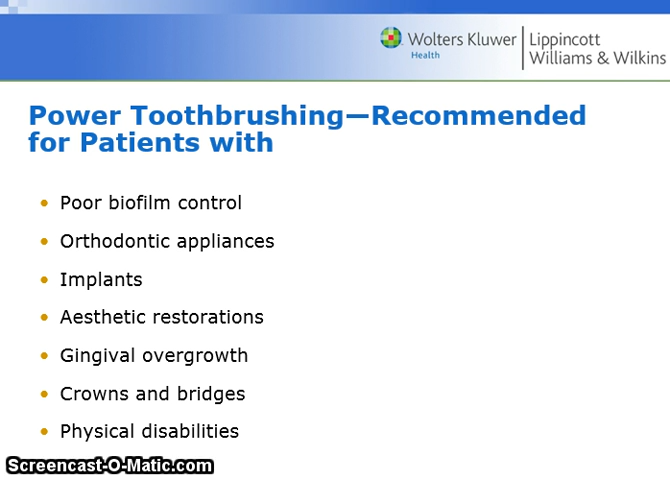 Wolters Kluwer
Health
Lippincott
Williams & Wilkins
Power Toothbrushing—Recommended
for Patients with
• Poor biofilm control
• Orthodontic appliances
• Implants
• Aesthetic restorations
• Gingival overgrowth
• Crowns and bridges
• Physical disabilities
Screencast-O-Matic.com